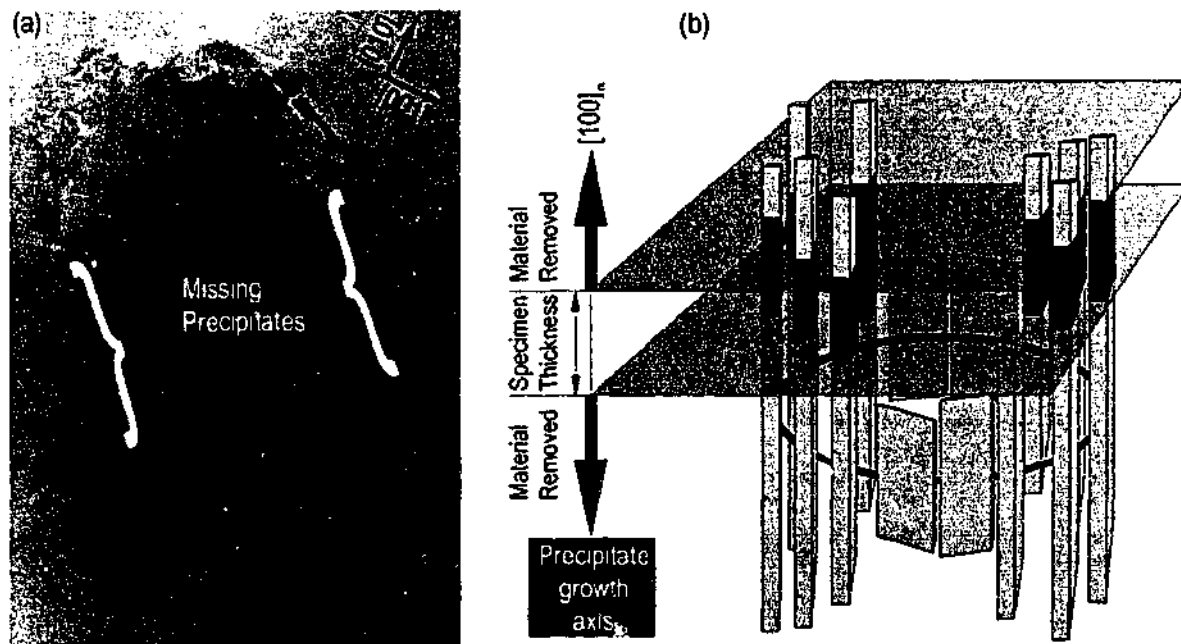 (a)
Missing
Precipitates
(b)
[100]
Material
Removed
Specimen
Thickness
Material
Removed
Precipitate
growth
axis